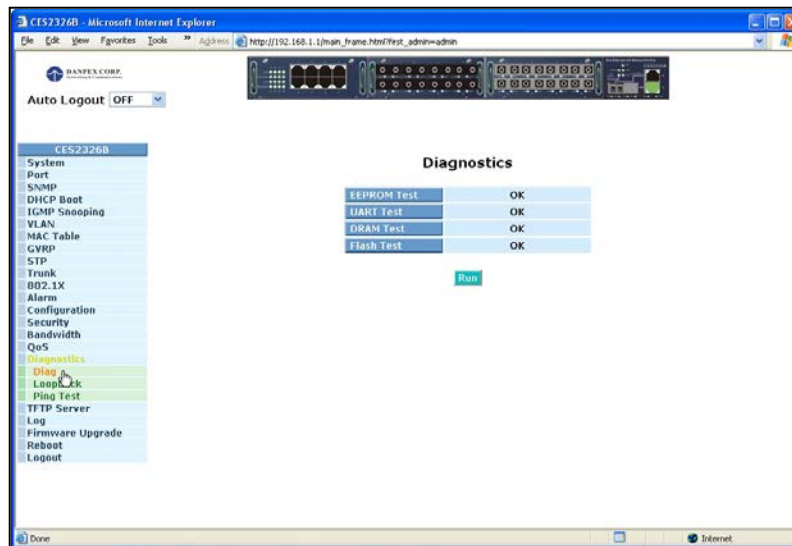 CES2326B - Microsoft Internet Explorer
File Edit View Favorites Tools » Address http://192.168.1.1/main_frame.html?first_admin=admin
DANPEX CORP.
Auto Logout OFF
CES2326B
System
Port
SNMP
DHCP Boot
IGMP Snooping
VLAN
MAC Table
GVRP
STP
Trunk
802.1X
Alarm
Configuration
Security
Bandwidth
QoS
Diagnostics
Diag
Loopback
Ping Test
TFTP Server
Log
Firmware Upgrade
Reboot
Logout
Diagnostics
EEPROM Test OK
UART Test OK
DRAM Test OK
Flash Test OK
Run
Done Internet